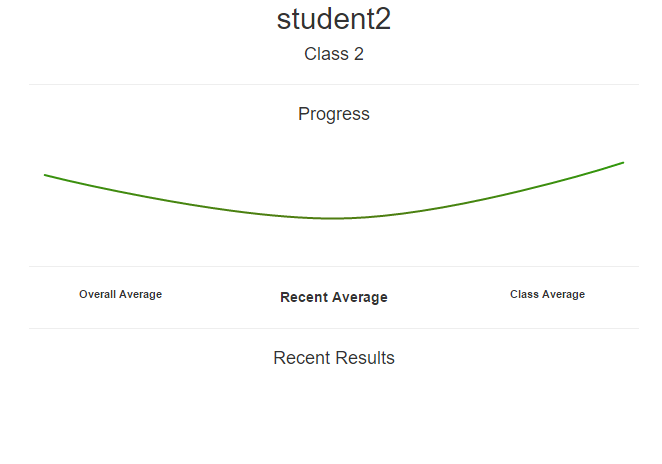 student2
Class 2
Progress
Overall Average
Recent Average
Class Average
Recent Results